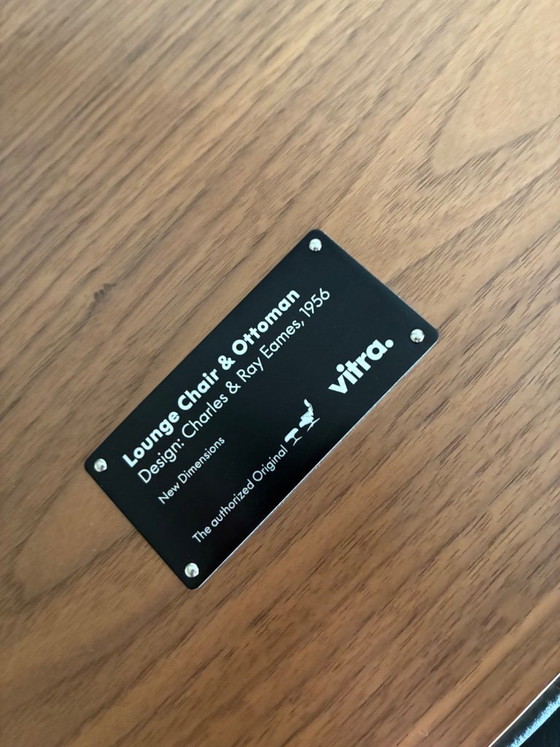 Lounge Chair & Ottoman
Design: Charles & Ray Eames, 1956
New Dimensions
The authorized Original
vitra.